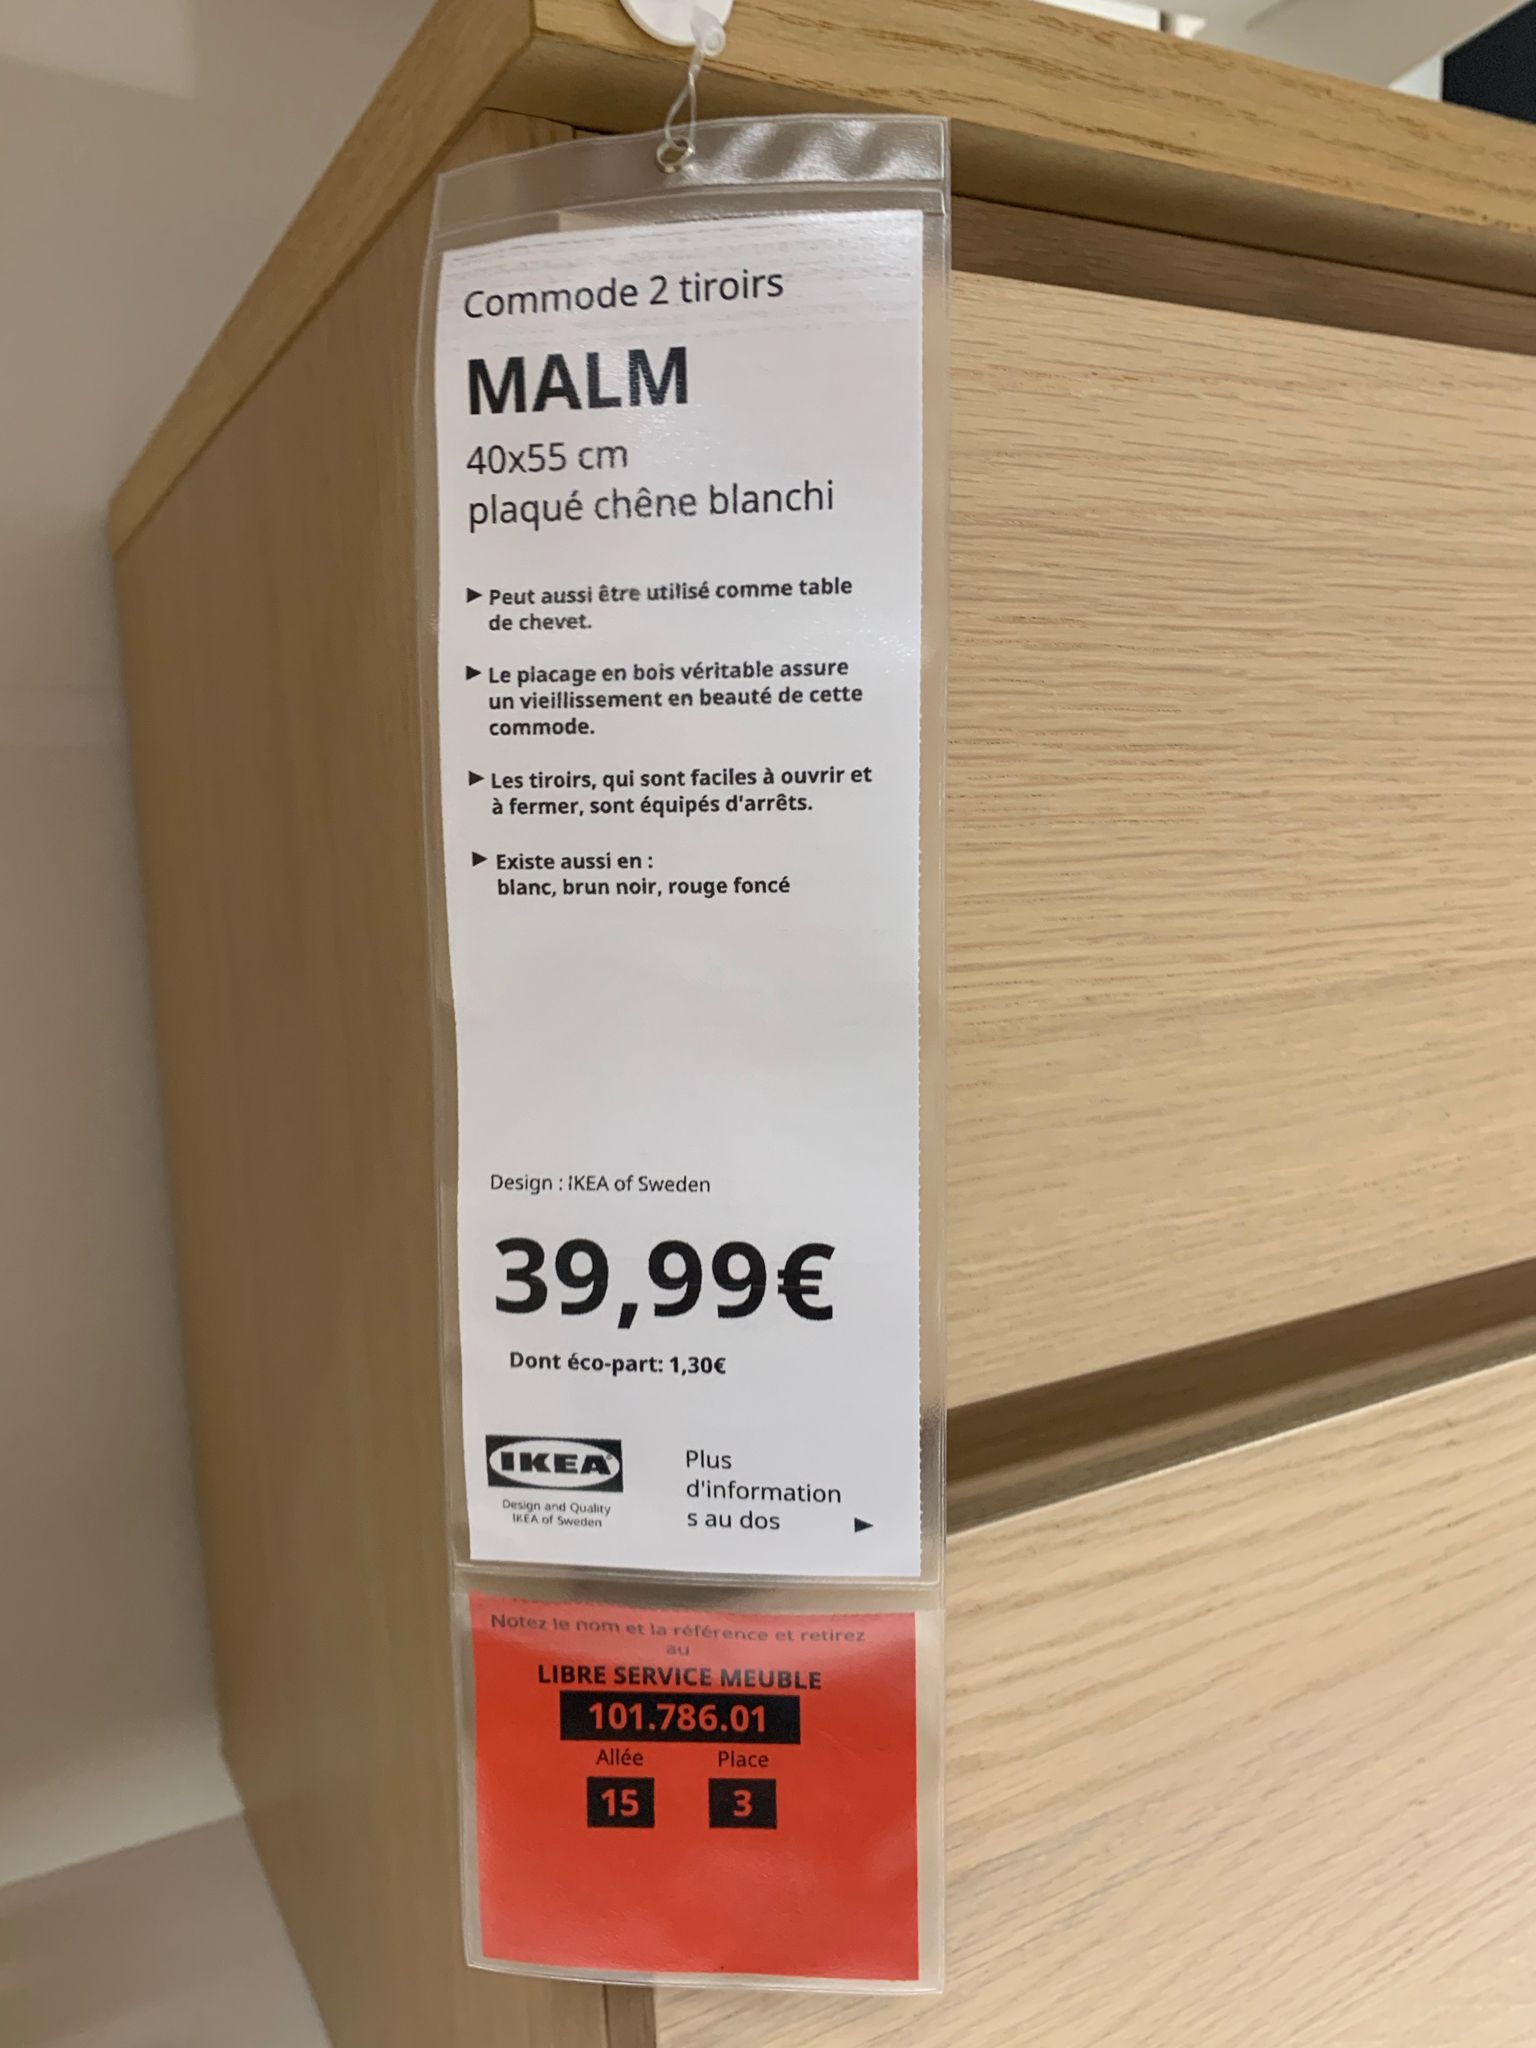 Commode 2 tiroirs
MALM
40x55 cm
plaqué chêne blanchi
▶ Peut aussi être utilisé comme table
de chevet.
▶ Le placage en bois véritable assure
un vieillissement en beauté de cette
commode.
▶ Les tiroirs, qui sont faciles à ouvrir et
à fermer, sont équipés d'arrêts.
▶ Existe aussi en :
blanc, brun noir, rouge foncé
Design : IKEA of Sweden
39,99€
Dont éco-part: 1,30€
IKEA
Design and Quality
IKEA of Sweden
Plus
d'information
s au dos ▶
Notez le nom et la référence et retirez
au
LIBRE SERVICE MEUBLE
101.786.01
Allée Place
15 3